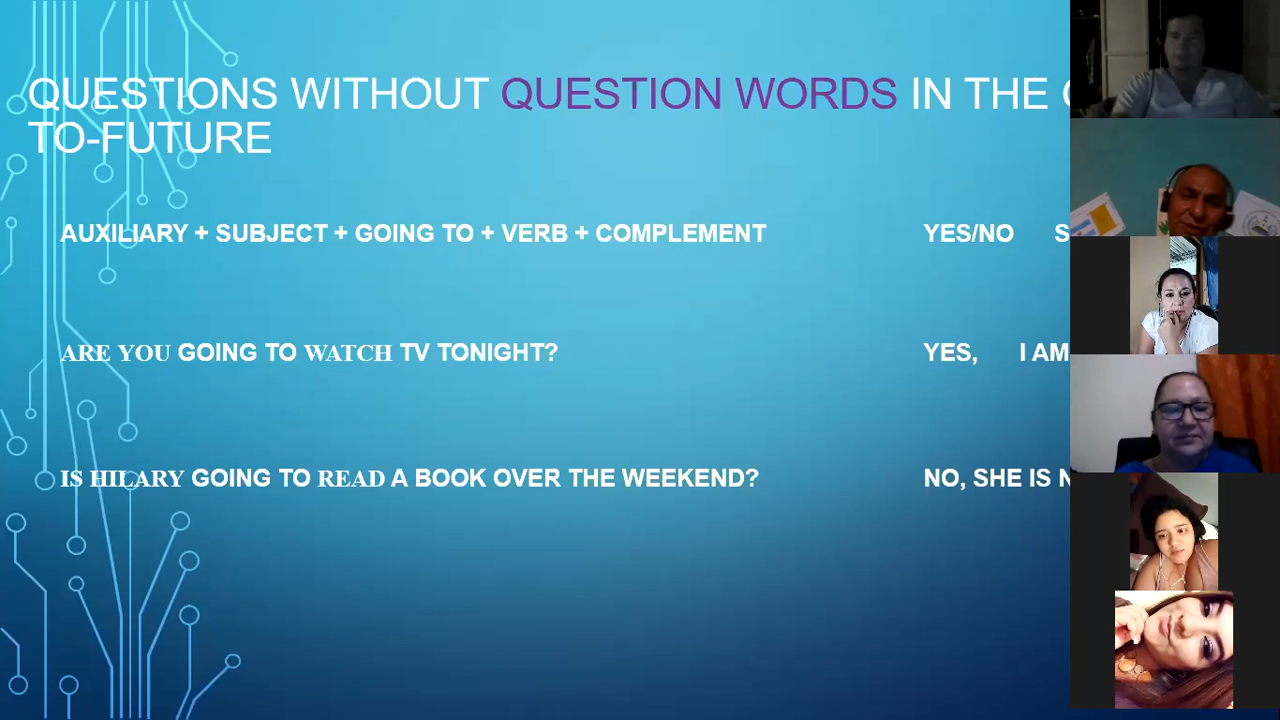 QUESTIONS WITHOUT QUESTION WORDS IN THE
TO-FUTURE
AUXILIARY + SUBJECT + GOING TO + VERB + COMPLEMENT YES/NO
ARE YOU GOING TO WATCH TV TONIGHT? YES, I AM
IS HILARY GOING TO READ A BOOK OVER THE WEEKEND? NO, SHE IS